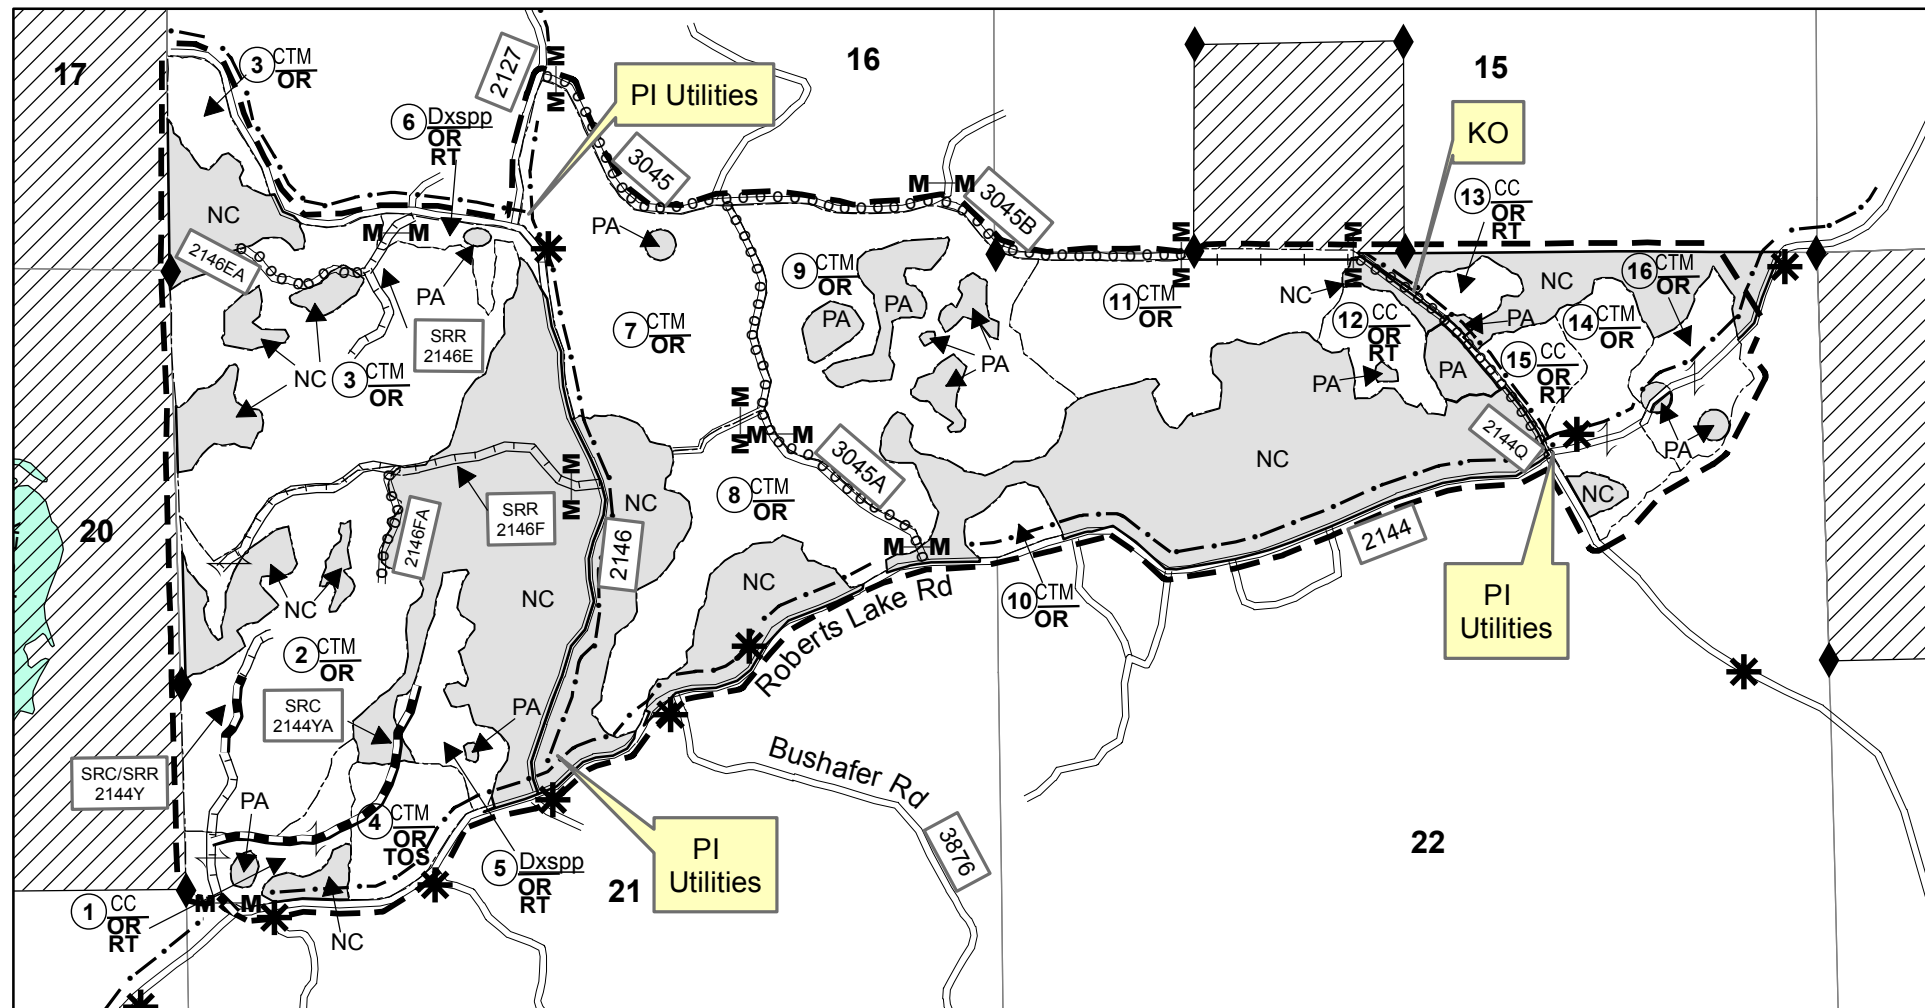 17
16
15
20
21
22
3 CTM
OR
6 Dxspp
OR
RT
2127
PI Utilities
3045
3045B
KO
13 CC
OR
RT
NC
2146EA
PA
PA
9 CTM
OR
PA
PA
PA
11 CTM
OR
NC
12 CC
OR
RT
NC
16 CTM
OR
14 CTM
OR
PA
15 CC
OR
RT
PA
PA
SRR
2146E
7 CTM
OR
NC
3 CTM
OR
NC
2144Q
PA
NC
3045A
NC
8 CTM
OR
SRR
2146F
2146FA
2146
NC
NC
NC
2144
NC
10 CTM
OR
Roberts Lake Rd
PI
Utilities
2 CTM
OR
SRC
2144YA
PA
SRC/SRR
2144Y
PA
Bushafer Rd
3876
4 CTM
OR
TOS
5 Dxspp
OR
RT
PI
Utilities
1 CC
OR
RT
NC
M M
M
M
M M
M
M
M
M
M
M
M M
M M
M
M
M M